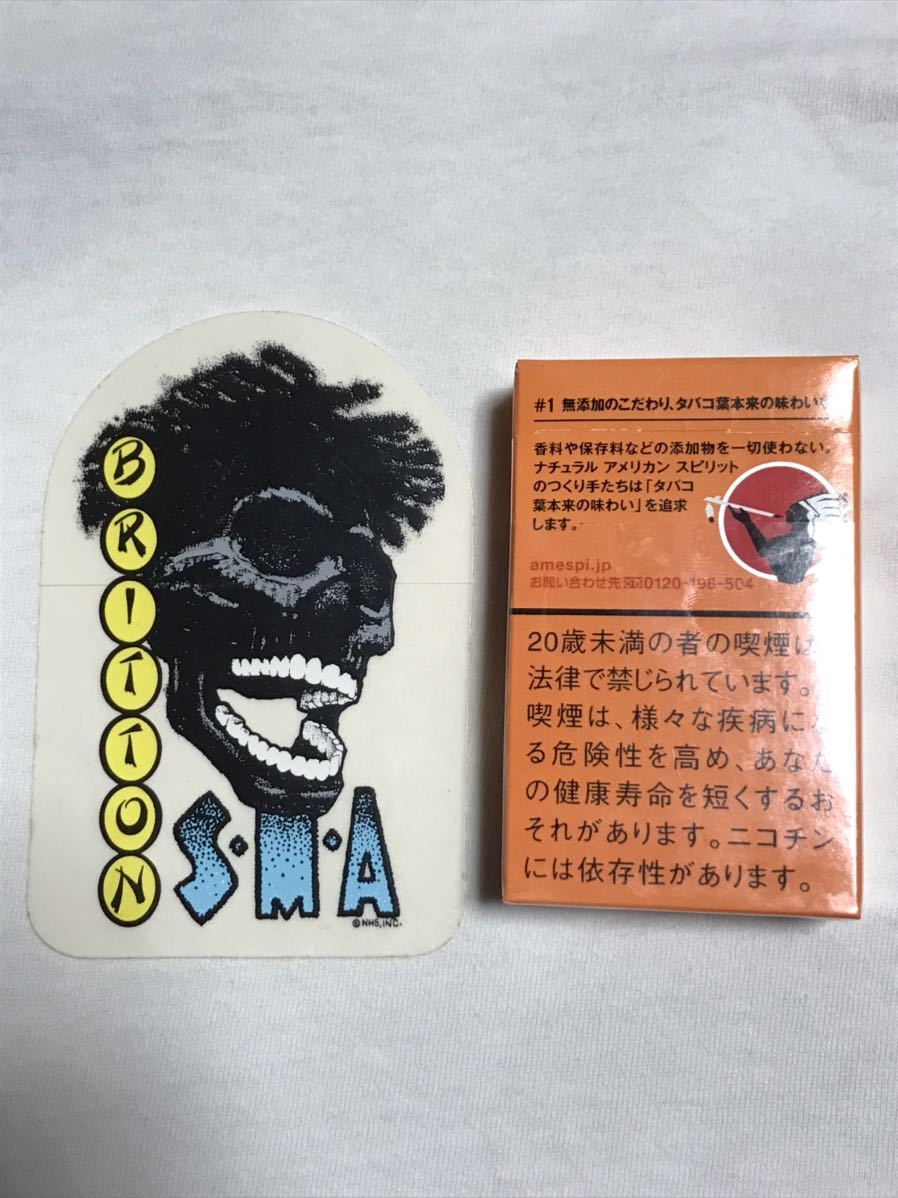 BRITTON
S·M·A
©NHS, INC.
#1 無添加のこだわり、タバコ葉本来の味わいを
香料や保存料などの添加物を一切使わない。
ナチュラル アメリカン スピリット
のつくり手たちは「タバコ
葉本来の味わい」を追求
します。
amespi.jp
お問い合わせ先 0120-198-504
20歳未満の者の喫煙は、
法律で禁じられています。
喫煙は、様々な疾病にな
る危険性を高め、あなた
の健康寿命を短くするお
それがあります。ニコチン
には依存性があります。